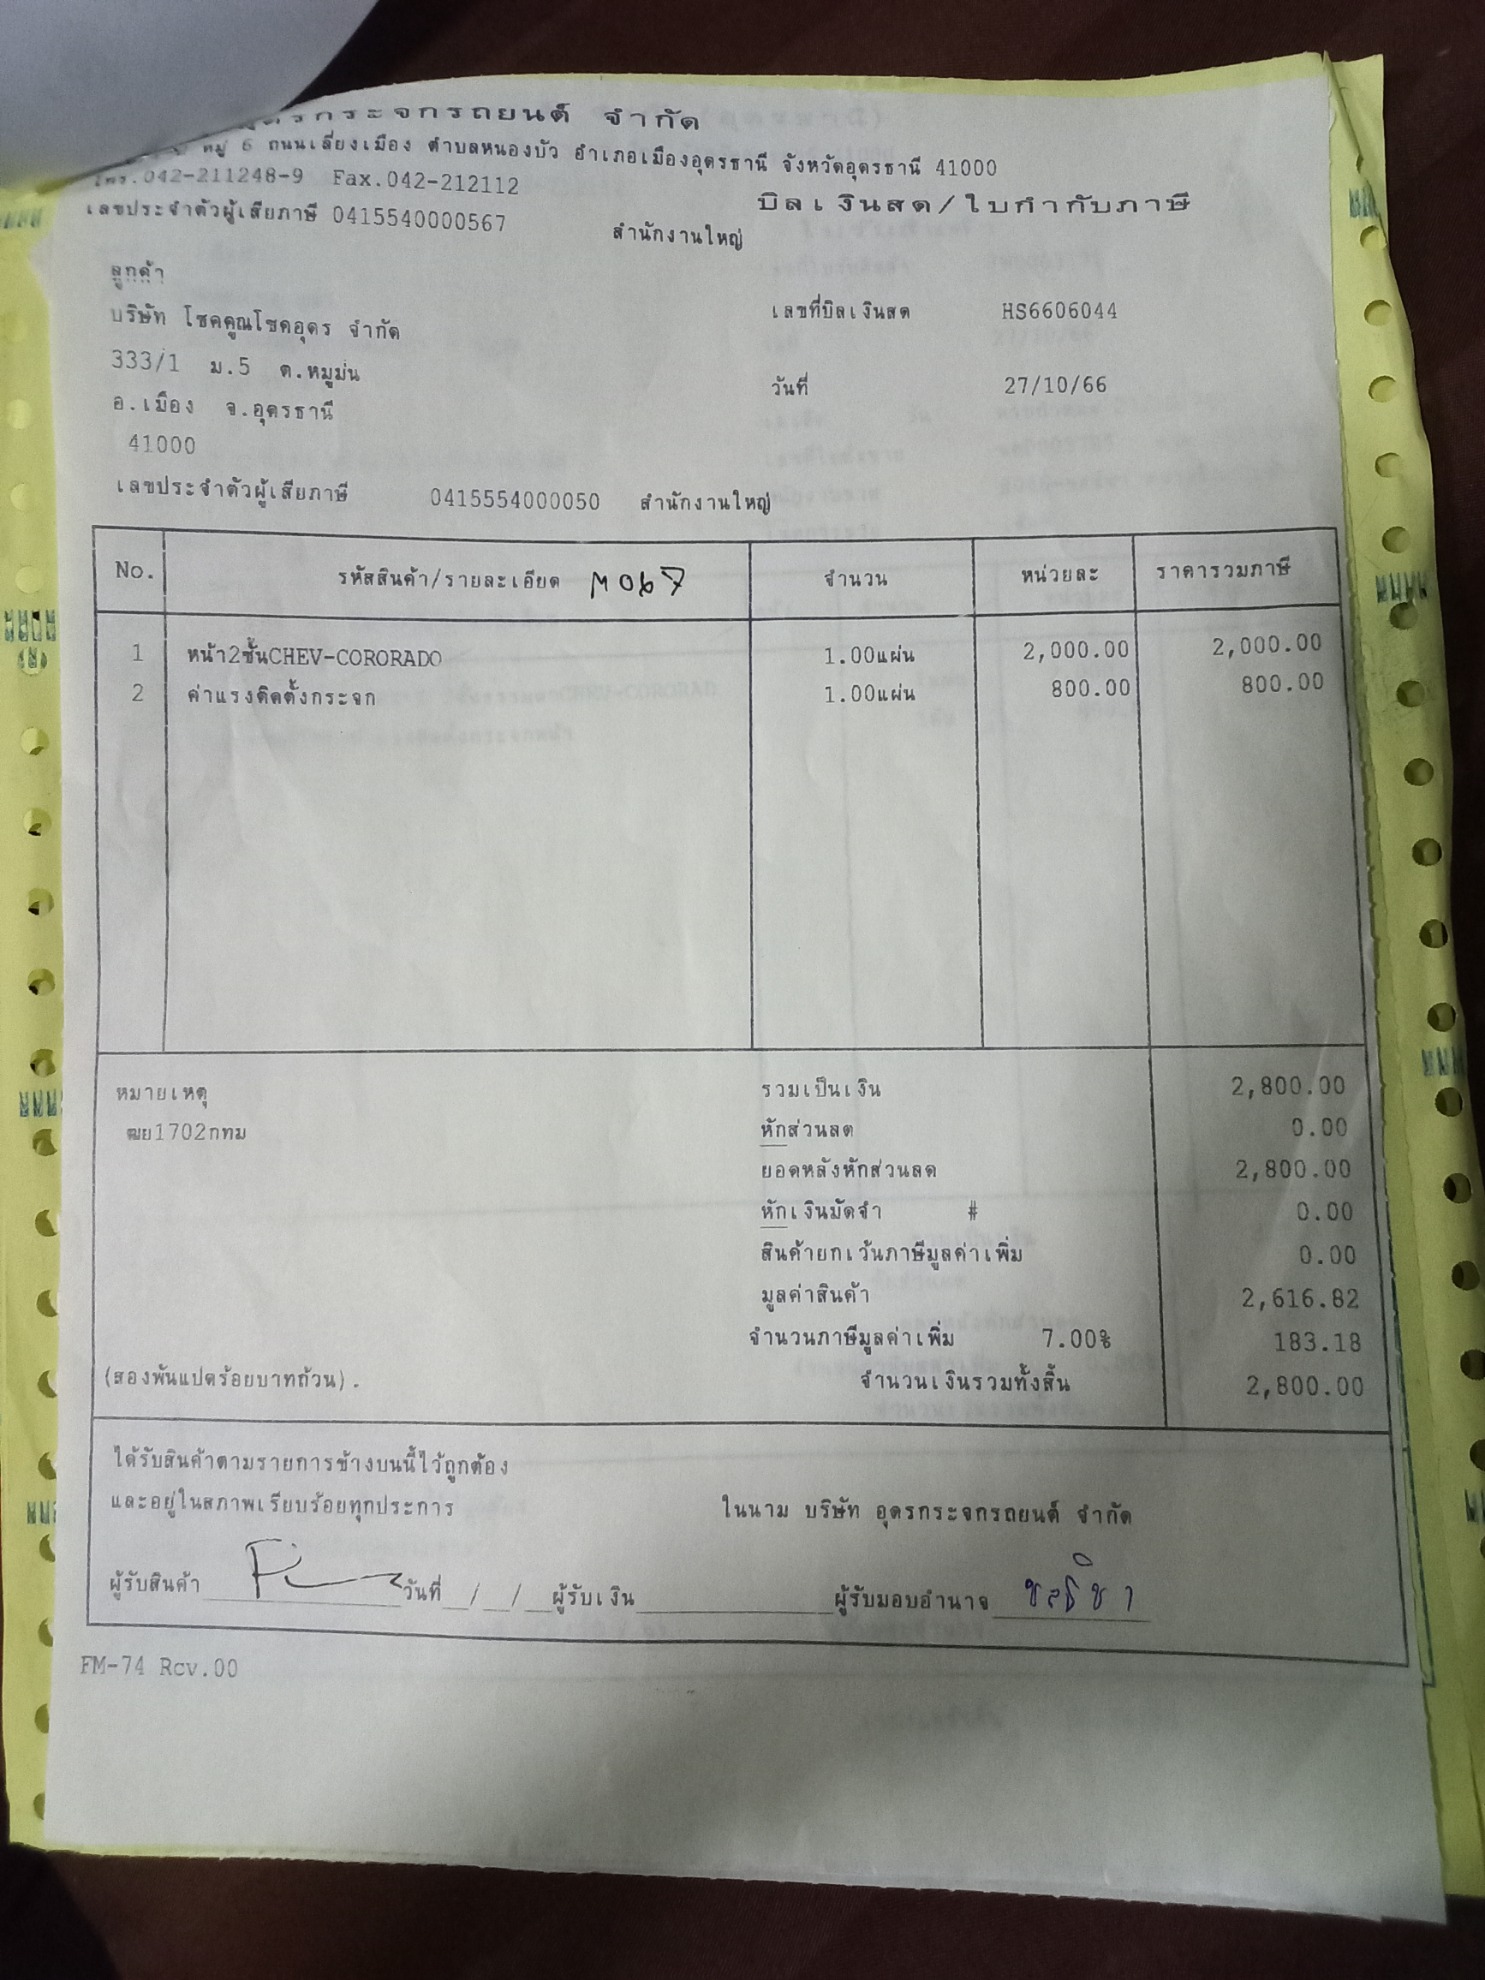 อุดรกระจกรถยนต์ จำกัด
หมู่ 6 ถนนเลี่ยงเมือง ตำบลหนองบัว อำเภอเมืองอุดรธานี จังหวัดอุดรธานี 41000
โทร.042-211248-9 Fax.042-212112
บิลเงินสด/ใบกำกับภาษี
เลขประจำตัวผู้เสียภาษี 0415540000567 สำนักงานใหญ่
ลูกค้า
บริษัท โชคคูณโชคอุดร จำกัด
เลขที่บิลเงินสด HS6606044
333/1 ม.5 ต.หมูม่น
วันที่ 27/10/66
อ.เมือง จ.อุดรธานี
41000
เลขประจำตัวผู้เสียภาษี 0415554000050 สำนักงานใหญ่
No. รหัสสินค้า/รายละเอียด M067 จำนวน หน่วยละ ราคารวมภาษี
1 หน้า2ชั้นCHEV-CORORADO 1.00แผ่น 2,000.00 2,000.00
2 ค่าแรงติดตั้งกระจก 1.00แผ่น 800.00 800.00
หมายเหตุ รวมเป็นเงิน 2,800.00
ฒย1702กทม หักส่วนลด 0.00
ยอดหลังหักส่วนลด 2,800.00
หักเงินมัดจำ # 0.00
สินค้ายกเว้นภาษีมูลค่าเพิ่ม 0.00
มูลค่าสินค้า 2,616.82
จำนวนภาษีมูลค่าเพิ่ม 7.00% 183.18
(สองพันแปดร้อยบาทถ้วน). จำนวนเงินรวมทั้งสิ้น 2,800.00
ได้รับสินค้าตามรายการข้างบนนี้ไว้ถูกต้อง
และอยู่ในสภาพเรียบร้อยทุกประการ ในนาม บริษัท อุดรกระจกรถยนต์ จำกัด
ผู้รับสินค้า วันที่ / / ผู้รับเงิน ผู้รับมอบอำนาจ ชลธิชา
FM-74 Rev.00